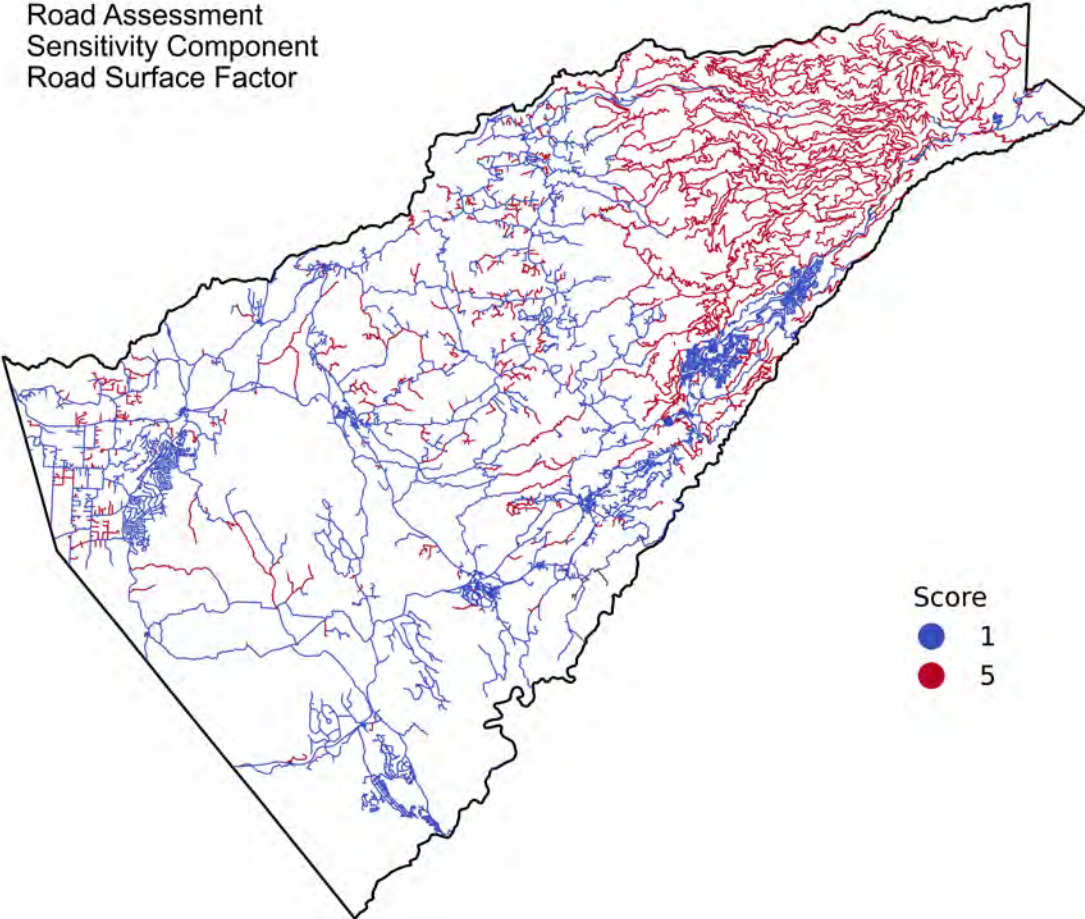 Road Assessment
Sensitivity Component
Road Surface Factor
Score
1
5